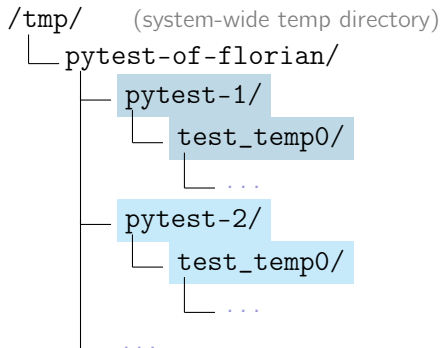 /tmp/ (system-wide temp directory)
pytest-of-florian/
pytest-1/
test_temp0/
...
pytest-2/
test_temp0/
...
...